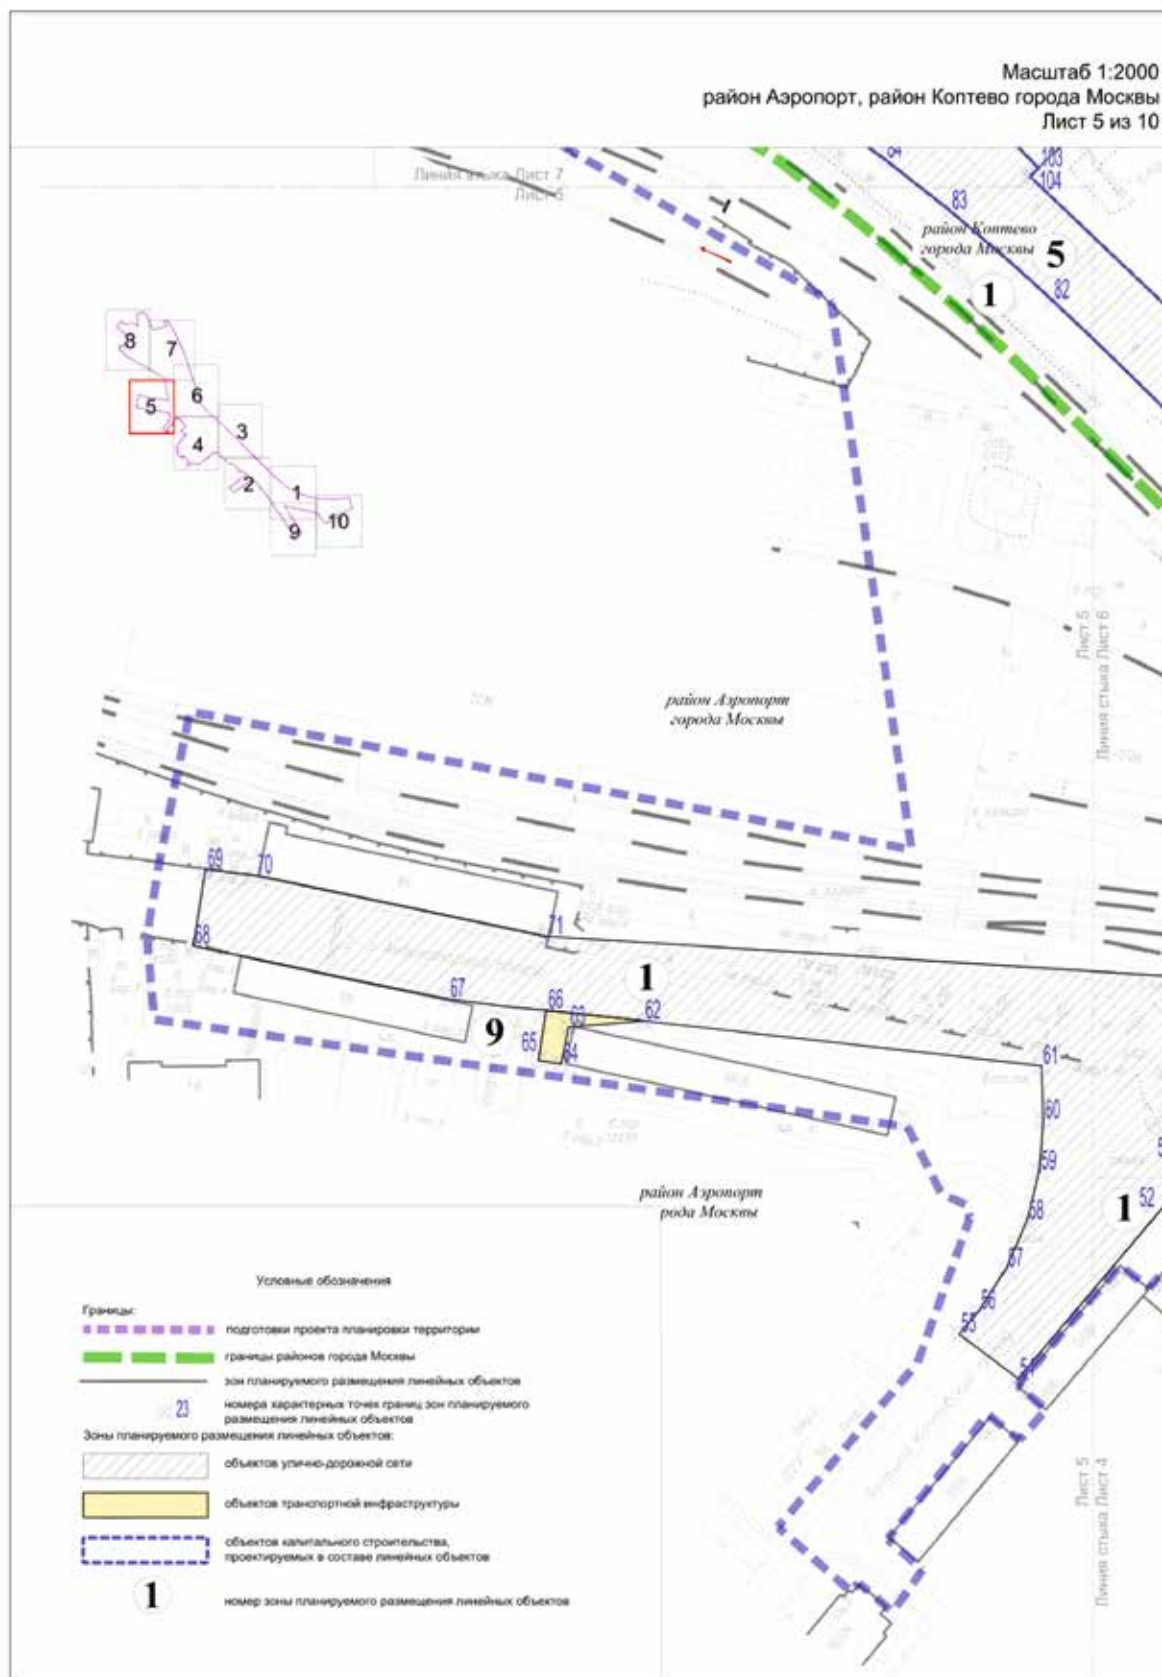 Масштаб 1:2000
район Аэропорт, район Коптево города Москвы
Лист 5 из 10
Линия стыка Лист 7
84
103
104
83
район Коптево
города Москвы
5
82
1
8
7
5
6
4
3
2
1
10
9
Лист 5
Линия стыка Лист 6
район Аэропорт
города Москвы
69
70
71
68
67
66
63
62
65
64
1
9
61
60
59
58
57
56
55
54
52
1
район Аэропорт
рода Москвы
Условные обозначения
Границы:
подготовки проекта планировки территории
границы районов города Москвы
зон планируемого размещения линейных объектов
23
номера характерных точек границ зон планируемого
размещения линейных объектов
Зоны планируемого размещения линейных объектов:
объектов улично-дорожной сети
объектов транспортной инфраструктуры
объектов капитального строительства,
проектируемых в составе линейных объектов
1
номер зоны планируемого размещения линейных объектов
Лист 5
Линия стыка Лист 4